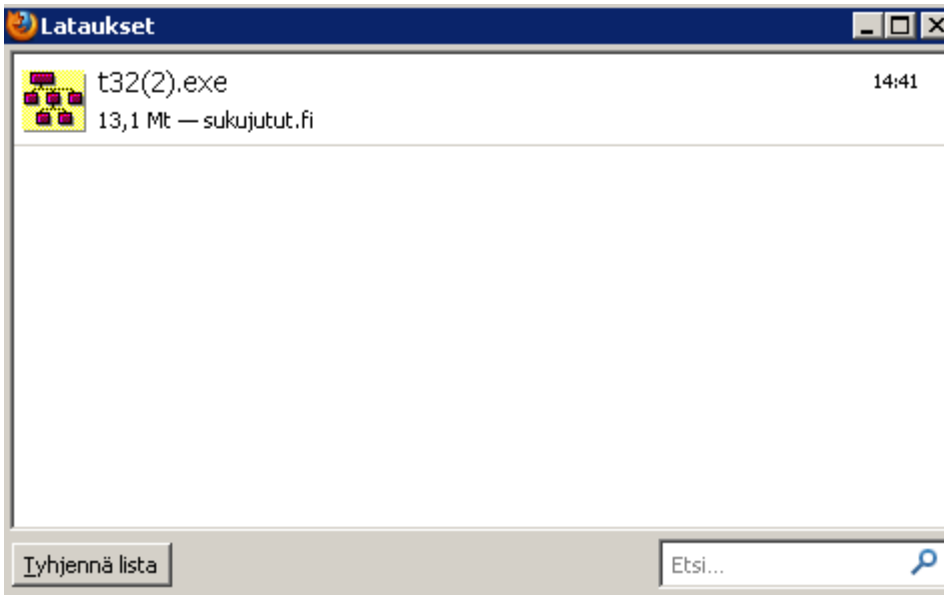 Lataukset
t32(2).exe
14:41
13,1 Mt — sukujutut.fi
Tyhjennä lista
Etsi...